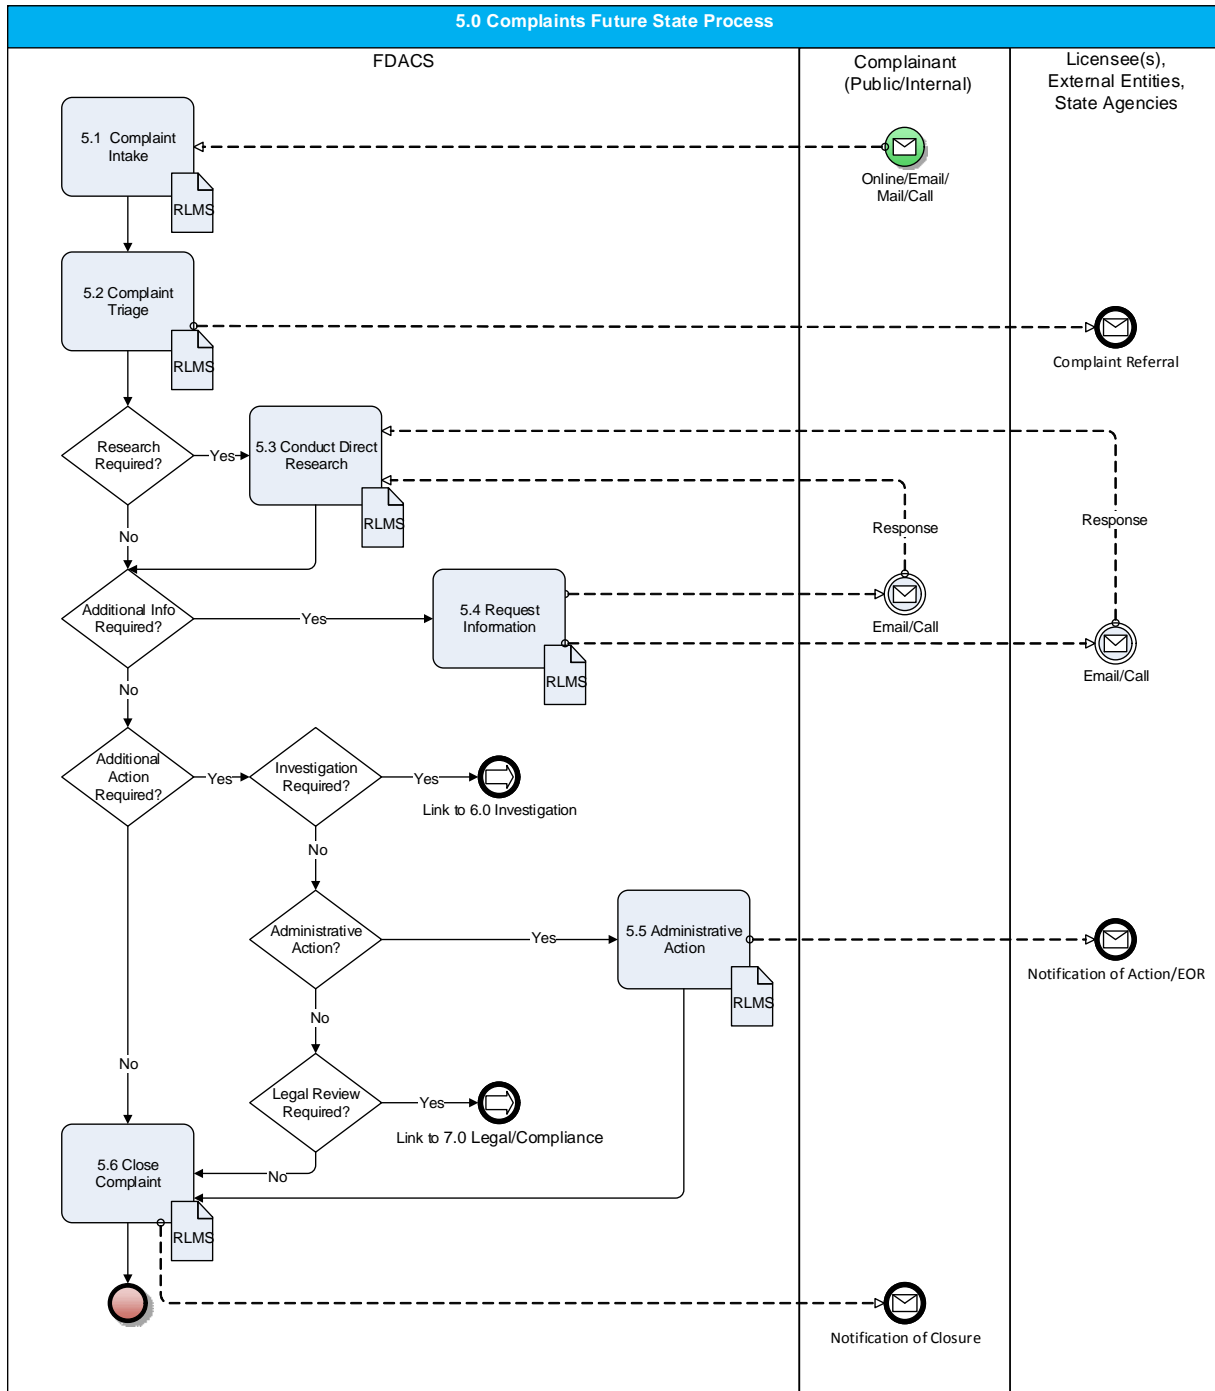 5.0 Complaints Future State Process
FDACS
Complainant
(Public/Internal)
Licensee(s),
External Entities,
State Agencies
5.1 Complaint
Intake
RLMS
Online/Email/
Mail/Call
5.2 Complaint
Triage
RLMS
Complaint Referral
Research
Required?
Yes
5.3 Conduct Direct
Research
RLMS
No
Response
Response
Additional Info
Required?
Yes
5.4 Request
Information
RLMS
Email/Call
Email/Call
No
Additional
Action
Required?
Yes
Investigation
Required?
Yes
Link to 6.0 Investigation
No
Administrative
Action?
Yes
5.5 Administrative
Action
RLMS
Notification of Action/EOR
No
No
Legal Review
Required?
Yes
Link to 7.0 Legal/Compliance
No
5.6 Close
Complaint
RLMS
Notification of Closure